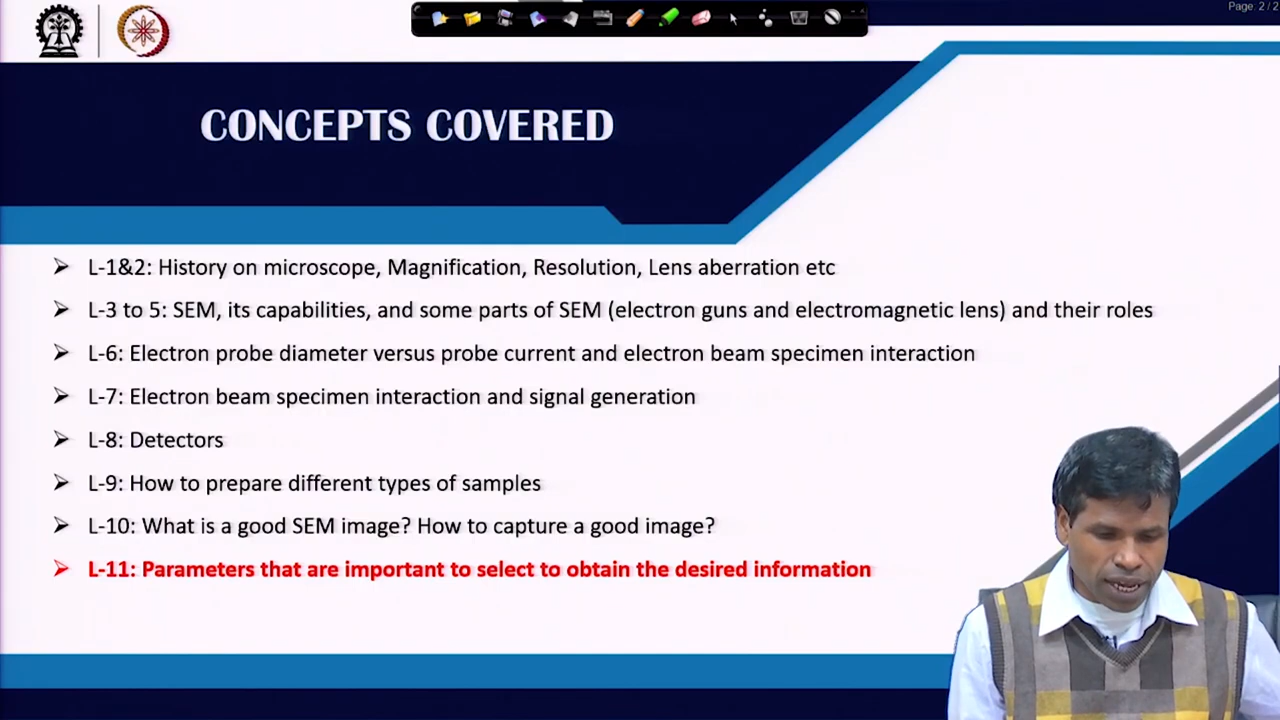 Page: 2 / 2
CONCEPTS COVERED
L-1&2: History on microscope, Magnification, Resolution, Lens aberration etc
L-3 to 5: SEM, its capabilities, and some parts of SEM (electron guns and electromagnetic lens) and their roles
L-6: Electron probe diameter versus probe current and electron beam specimen interaction
L-7: Electron beam specimen interaction and signal generation
L-8: Detectors
L-9: How to prepare different types of samples
L-10: What is a good SEM image? How to capture a good image?
L-11: Parameters that are important to select to obtain the desired information